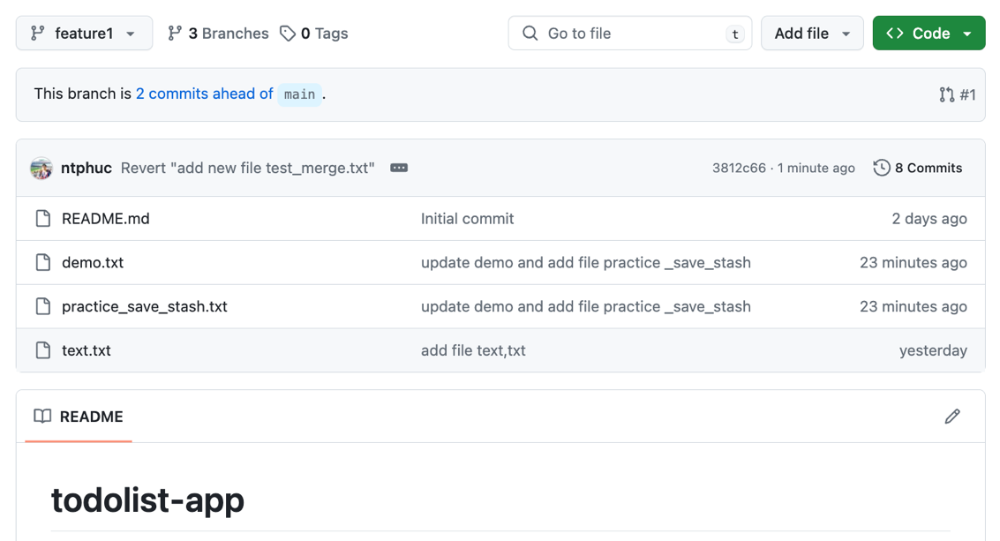 feature1 3 Branches 0 Tags Go to file t Add file Code
This branch is 2 commits ahead of main .
#1
ntphuc Revert "add new file test_merge.txt" 3812c66 · 1 minute ago 8 Commits
README.md Initial commit 2 days ago
demo.txt update demo and add file practice _save_stash 23 minutes ago
practice_save_stash.txt update demo and add file practice _save_stash 23 minutes ago
text.txt add file text,txt yesterday
README
todolist-app